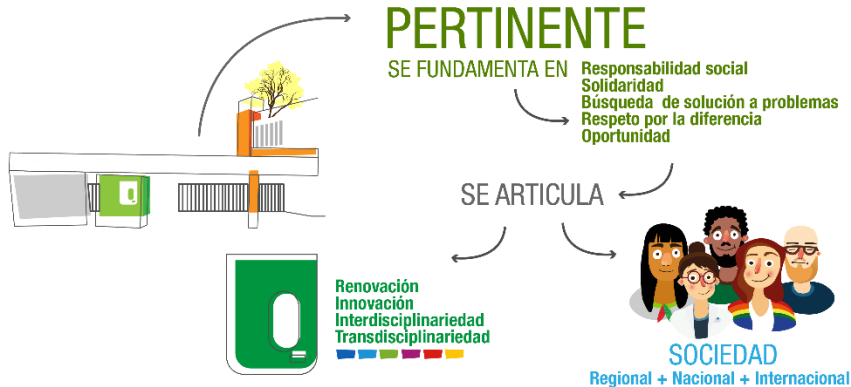 PERTINENTE
SE FUNDAMENTA EN
Responsabilidad social
Solidaridad
Búsqueda de solución a problemas
Respeto por la diferencia
Oportunidad
SE ARTICULA
Renovación
Innovación
Interdisciplinariedad
Transdisciplinariedad
SOCIEDAD
Regional + Nacional + Internacional